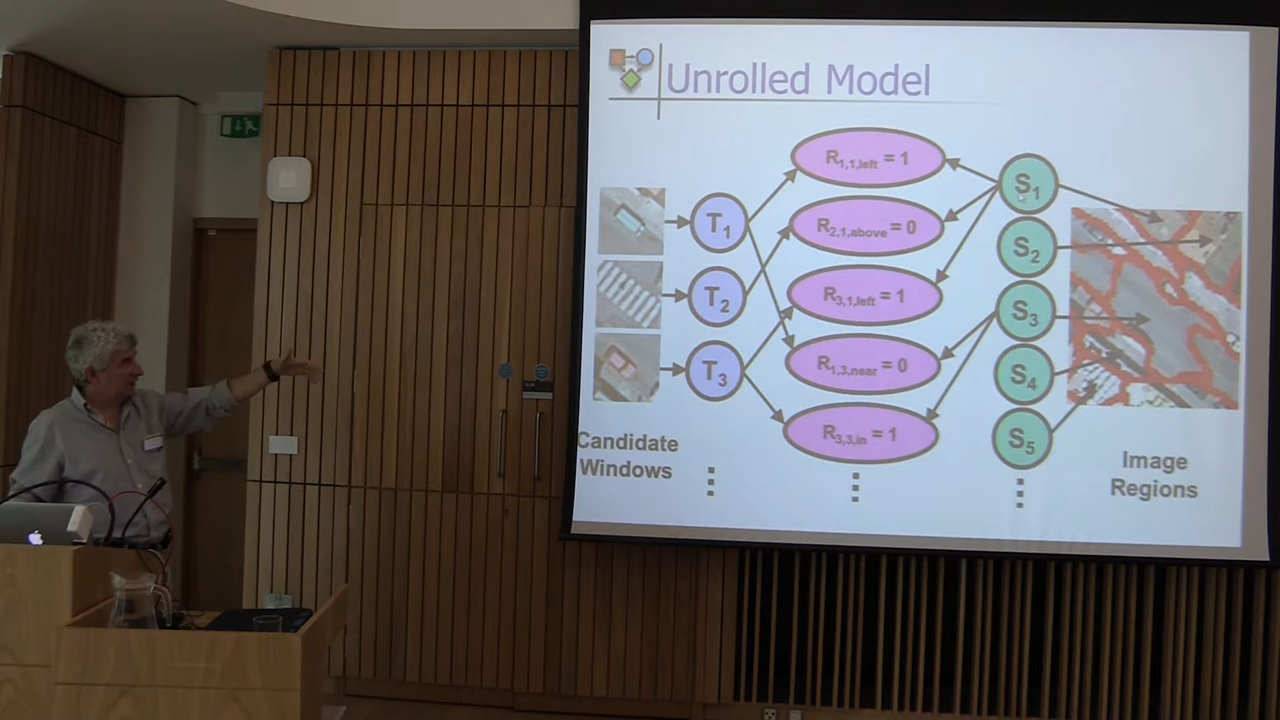 Unrolled Model
R1,1,left = 1
R2,1,above = 0
R3,1,left = 1
R1,3,near = 0
R3,3,in = 1
T1
T2
T3
S1
S2
S3
S4
S5
Candidate
Windows
Image
Regions